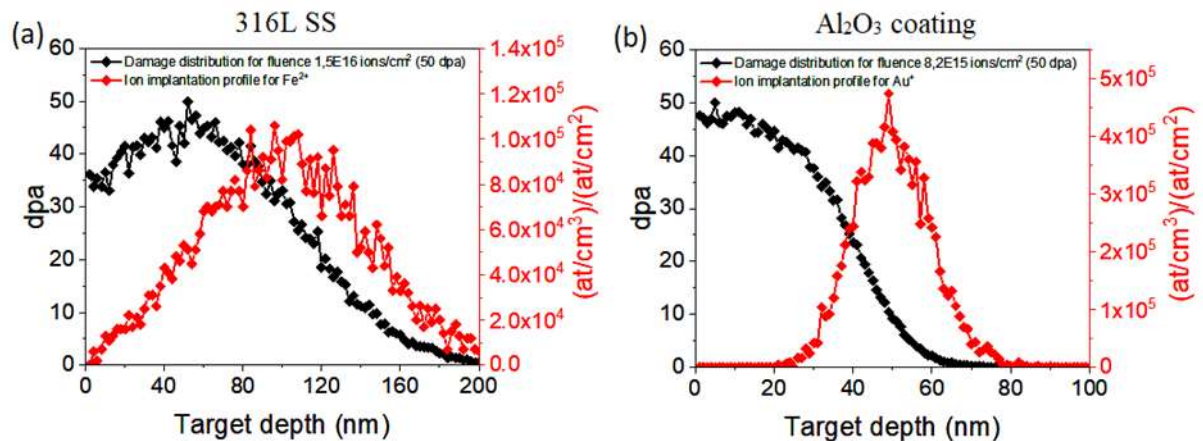 316L SS
(a)
Damage distribution for fluence 1,5E16 ions/cm² (50 dpa)
Ion implantation profile for Fe²⁺
60
50
40
30
20
10
0
dpa
1.4x10⁵
1.2x10⁵
1.0x10⁵
8.0x10⁴
6.0x10⁴
4.0x10⁴
2.0x10⁴
0.0
(at/cm³)/(at/cm²)
0 40 80 120 160 200
Target depth (nm)
Al₂O₃ coating
(b)
Damage distribution for fluence 8,2E15 ions/cm² (50 dpa)
Ion implantation profile for Au⁺
60
50
40
30
20
10
0
dpa
5x10⁵
4x10⁵
3x10⁵
2x10⁵
1x10⁵
0
(at/cm³)/(at/cm²)
0 20 40 60 80 100
Target depth (nm)